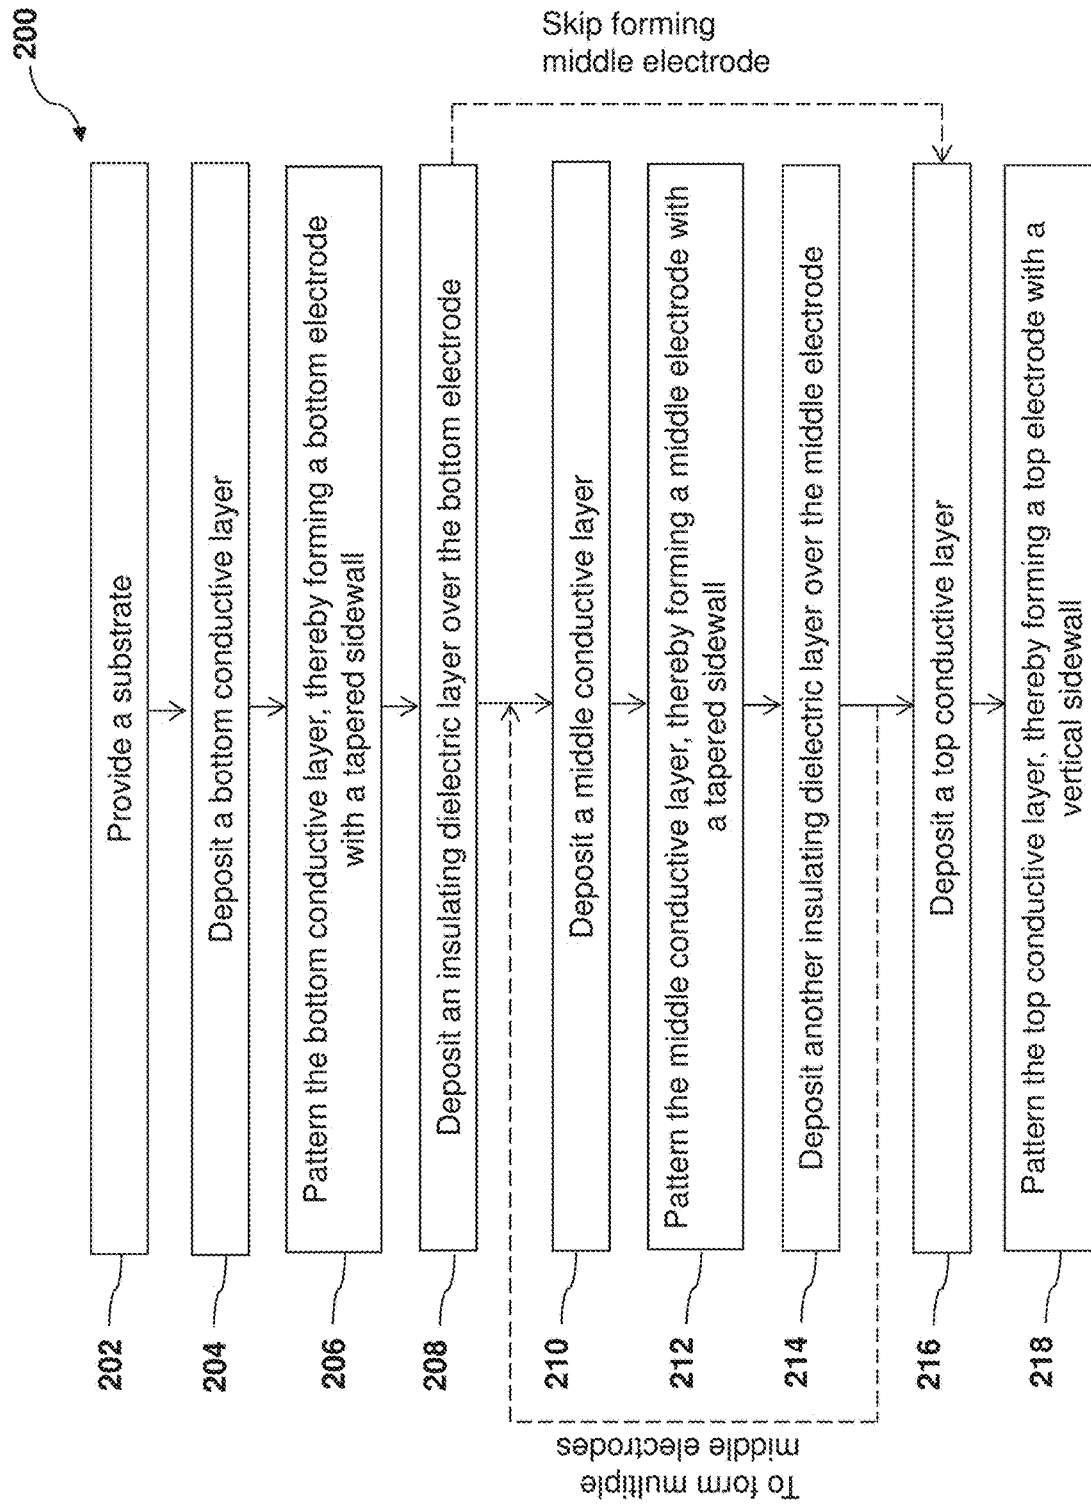 200
202
Provide a substrate
204
Deposit a bottom conductive layer
206
Pattern the bottom conductive layer, thereby forming a bottom electrode
with a tapered sidewall
208
Deposit an insulating dielectric layer over the bottom electrode
Skip forming
middle electrode
To form multiple
middle electrodes
210
Deposit a middle conductive layer
212
Pattern the middle conductive layer, thereby forming a middle electrode with
a tapered sidewall
214
Deposit another insulating dielectric layer over the middle electrode
216
Deposit a top conductive layer
218
Pattern the top conductive layer, thereby forming a top electrode with a
vertical sidewall